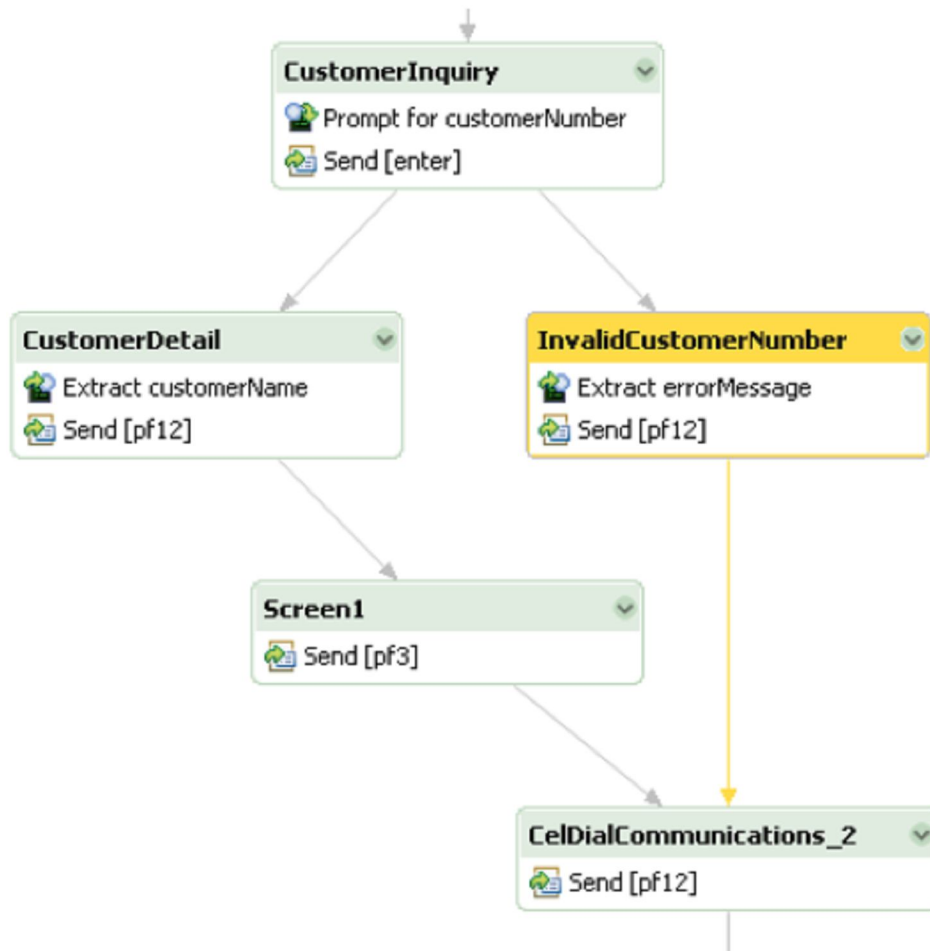 CustomerInquiry
Prompt for customerNumber
Send [enter]
CustomerDetail
Extract customerName
Send [pf12]
InvalidCustomerNumber
Extract errorMessage
Send [pf12]
Screen1
Send [pf3]
CelDialCommunications_2
Send [pf12]